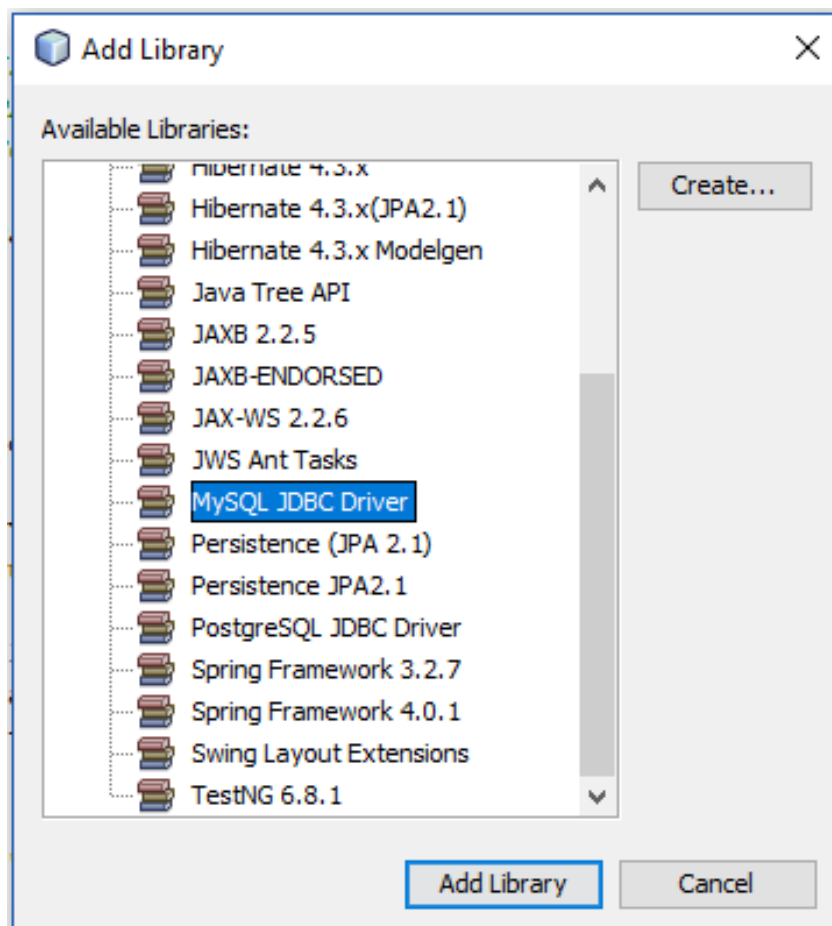 Add Library
Available Libraries:
Hibernate 4.3.x
Create...
Hibernate 4.3.x(JPA2.1)
Hibernate 4.3.x Modelgen
Java Tree API
JAXB 2.2.5
JAXB-ENDORSED
JAX-WS 2.2.6
JWS Ant Tasks
MySQL JDBC Driver
Persistence (JPA 2.1)
Persistence JPA2.1
PostgreSQL JDBC Driver
Spring Framework 3.2.7
Spring Framework 4.0.1
Swing Layout Extensions
TestNG 6.8.1
Add Library
Cancel